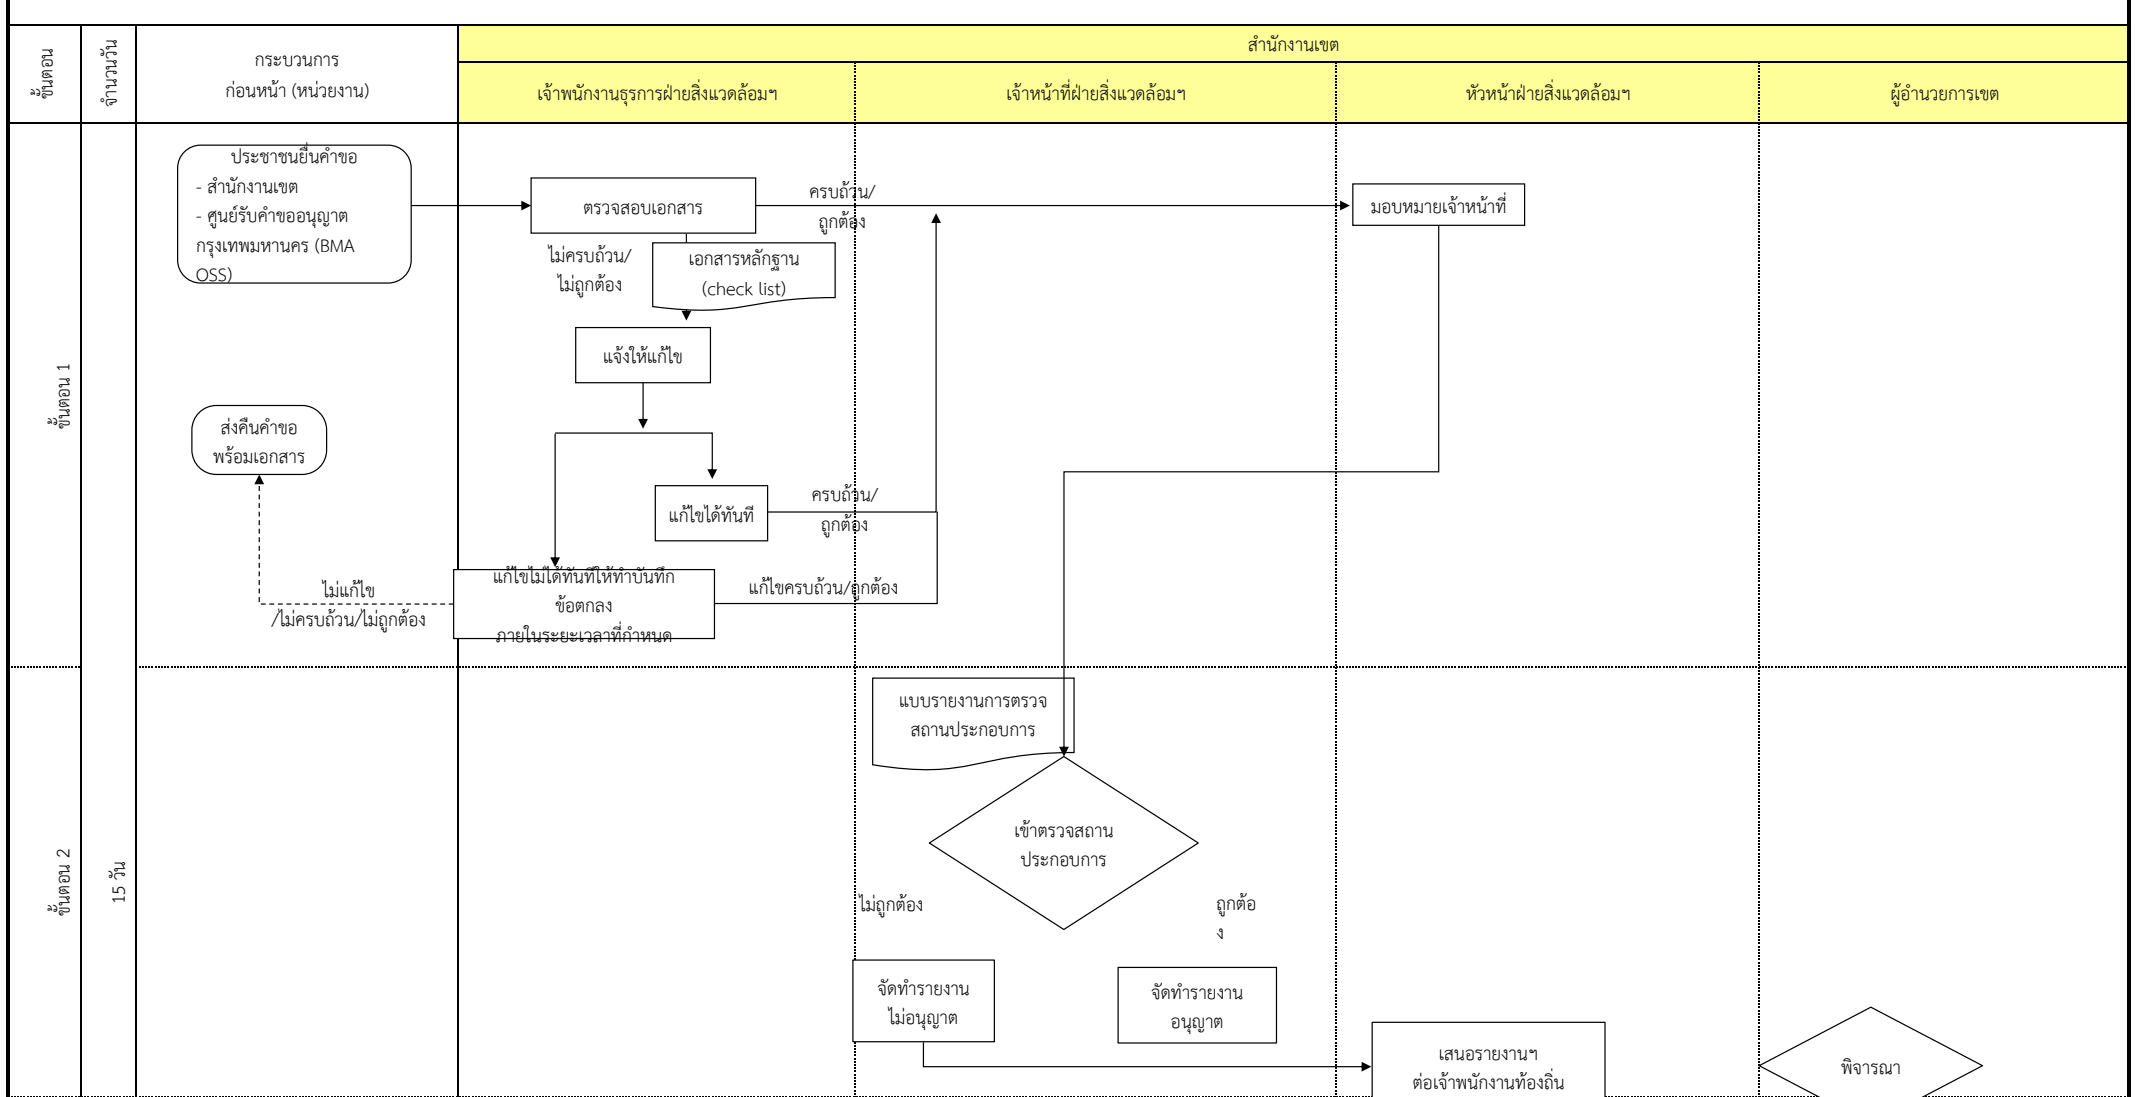 ขั้นตอน
จำนวนวัน
กระบวนการ
ก่อนหน้า (หน่วยงาน)
สำนักงานเขต
เจ้าพนักงานธุรการฝ่ายสิ่งแวดล้อมฯ
เจ้าหน้าที่ฝ่ายสิ่งแวดล้อมฯ
หัวหน้าฝ่ายสิ่งแวดล้อมฯ
ผู้อำนวยการเขต
ขั้นตอน 1
ประชาชนยื่นคำขอ
- สำนักงานเขต
- ศูนย์รับคำขออนุญาต
กรุงเทพมหานคร (BMA
OSS)
ตรวจสอบเอกสาร
ครบถ้วน/
ถูกต้อง
มอบหมายเจ้าหน้าที่
ไม่ครบถ้วน/
ไม่ถูกต้อง
เอกสารหลักฐาน
(check list)
แจ้งให้แก้ไข
ส่งคืนคำขอ
พร้อมเอกสาร
แก้ไขได้ทันที
ครบถ้วน/
ถูกต้อง
ไม่แก้ไข
/ไม่ครบถ้วน/ไม่ถูกต้อง
แก้ไขไม่ได้ทันทีให้ทำบันทึก
ข้อตกลง
ภายในระยะเวลาที่กำหนด
แก้ไขครบถ้วน/ถูกต้อง
ขั้นตอน 2
15 วัน
แบบรายงานการตรวจ
สถานประกอบการ
เข้าตรวจสถาน
ประกอบการ
ไม่ถูกต้อง
ถูกต้อ
ง
จัดทำรายงาน
ไม่อนุญาต
จัดทำรายงาน
อนุญาต
เสนอรายงานฯ
ต่อเจ้าพนักงานท้องถิ่น
พิจารณา